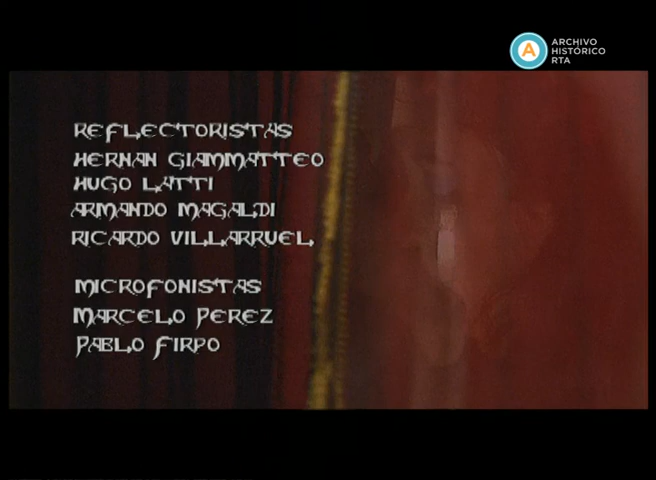 A
ARCHIVO
HISTÓRICO
RTA
REFLECTORISTAS
HERNAN GIAMMATTEO
HUGO LATTI
ARMANDO MAGALDI
RICARDO VILLARRUEL
MICROFONISTAS
MARCELO PEREZ
PABLO FIRPO